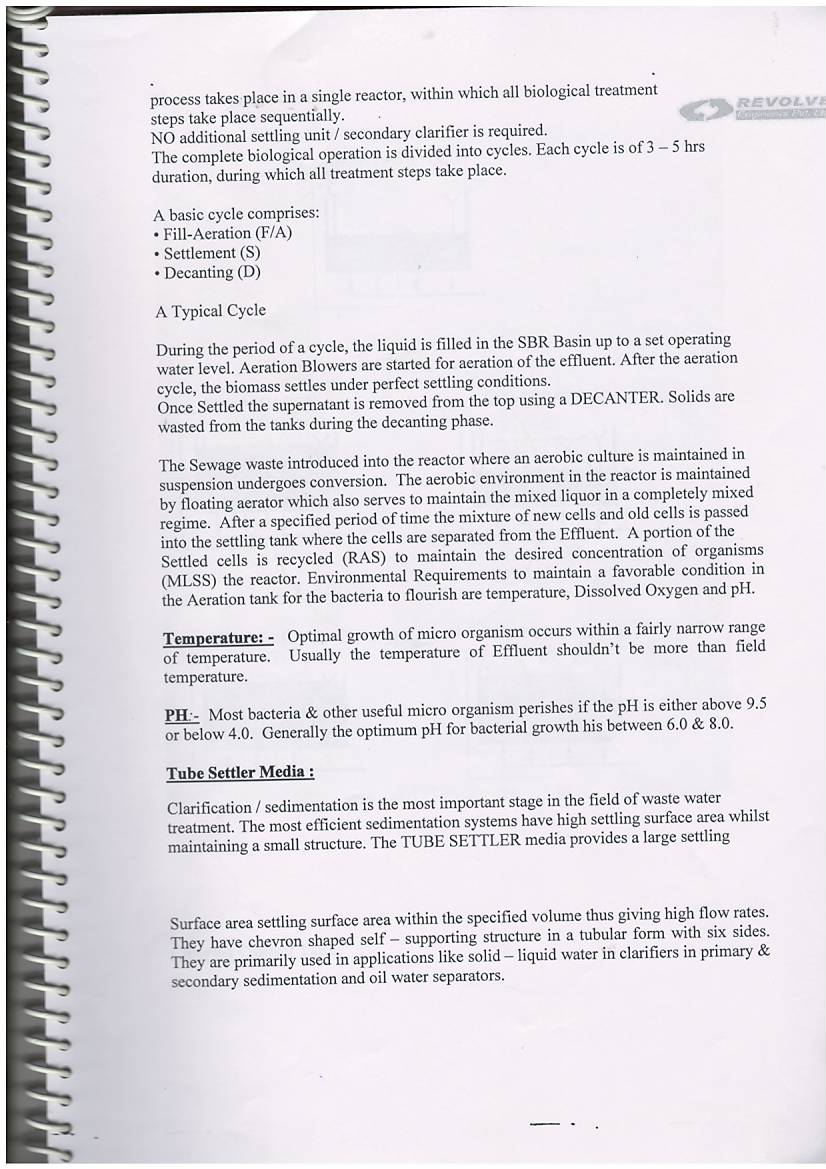 process takes place in a single reactor, within which all biological treatment
REVOLVE
Engineers Pvt. Lt
steps take place sequentially.
NO additional settling unit / secondary clarifier is required.
The complete biological operation is divided into cycles. Each cycle is of 3 – 5 hrs
duration, during which all treatment steps take place.
A basic cycle comprises:
• Fill-Aeration (F/A)
• Settlement (S)
• Decanting (D)
A Typical Cycle
During the period of a cycle, the liquid is filled in the SBR Basin up to a set operating
water level. Aeration Blowers are started for aeration of the effluent. After the aeration
cycle, the biomass settles under perfect settling conditions.
Once Settled the supernatant is removed from the top using a DECANTER. Solids are
wasted from the tanks during the decanting phase.
The Sewage waste introduced into the reactor where an aerobic culture is maintained in
suspension undergoes conversion. The aerobic environment in the reactor is maintained
by floating aerator which also serves to maintain the mixed liquor in a completely mixed
regime. After a specified period of time the mixture of new cells and old cells is passed
into the settling tank where the cells are separated from the Effluent. A portion of the
Settled cells is recycled (RAS) to maintain the desired concentration of organisms
(MLSS) the reactor. Environmental Requirements to maintain a favorable condition in
the Aeration tank for the bacteria to flourish are temperature, Dissolved Oxygen and pH.
Temperature: - Optimal growth of micro organism occurs within a fairly narrow range
of temperature. Usually the temperature of Effluent shouldn't be more than field
temperature.
PH:- Most bacteria & other useful micro organism perishes if the pH is either above 9.5
or below 4.0. Generally the optimum pH for bacterial growth his between 6.0 & 8.0.
Tube Settler Media :
Clarification / sedimentation is the most important stage in the field of waste water
treatment. The most efficient sedimentation systems have high settling surface area whilst
maintaining a small structure. The TUBE SETTLER media provides a large settling
Surface area settling surface area within the specified volume thus giving high flow rates.
They have chevron shaped self – supporting structure in a tubular form with six sides.
They are primarily used in applications like solid – liquid water in clarifiers in primary &
secondary sedimentation and oil water separators.